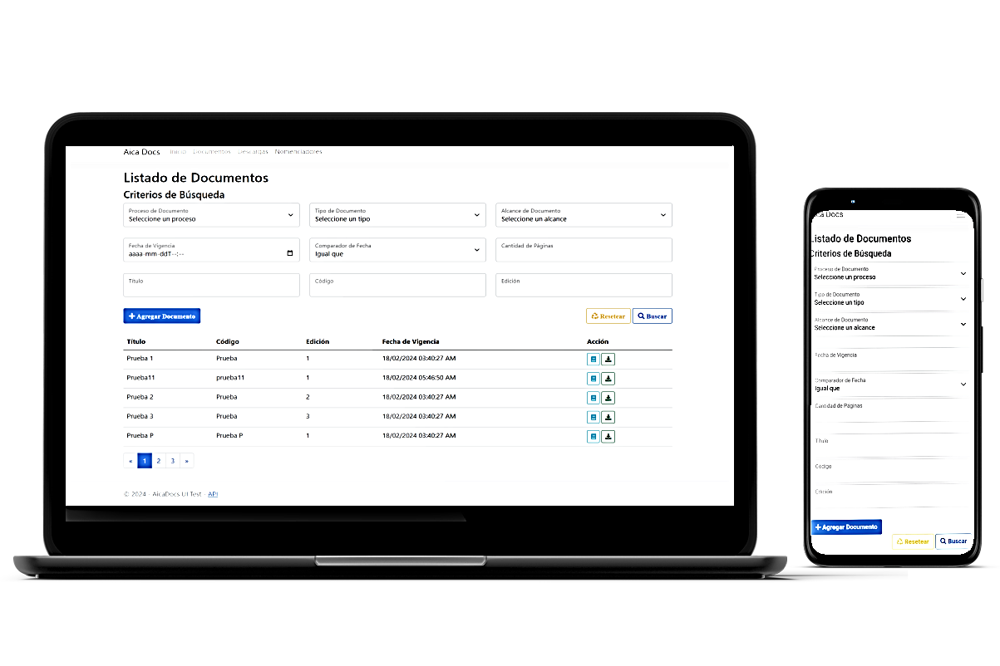 Aica Docs Inicio Documentos Descargas Nomencladores
Listado de Documentos
Criterios de Búsqueda
Proceso de Documento
Seleccione un proceso
Tipo de Documento
Seleccione un tipo
Alcance de Documento
Seleccione un alcance
Fecha de Vigencia
aaaa-mm-ddT--:--
Comparador de Fecha
Igual que
Cantidad de Páginas
Título
Código
Edición
+ Agregar Documento
Resetear
Buscar
Título Código Edición Fecha de Vigencia Acción
Prueba 1 Prueba 1 18/02/2024 03:40:27 AM
Prueba11 prueba11 1 18/02/2024 05:46:50 AM
Prueba 2 Prueba 2 18/02/2024 03:40:27 AM
Prueba 3 Prueba 3 18/02/2024 03:40:27 AM
Prueba P Prueba P 1 18/02/2024 03:40:27 AM
« 1 2 3 »
© 2024 - AicaDocs.UI.Test - API
ca Docs
istado de Documentos
Criterios de Búsqueda
Proceso de Documento
Seleccione un proceso
Tipo de Documento
Seleccione un tipo
Alcance de Documento
Seleccione un alcance
Fecha de Vigencia
Comparador de Fecha
Igual que
Cantidad de Páginas
Título
Código
Edición
+ Agregar Documento
Resetear
Buscar